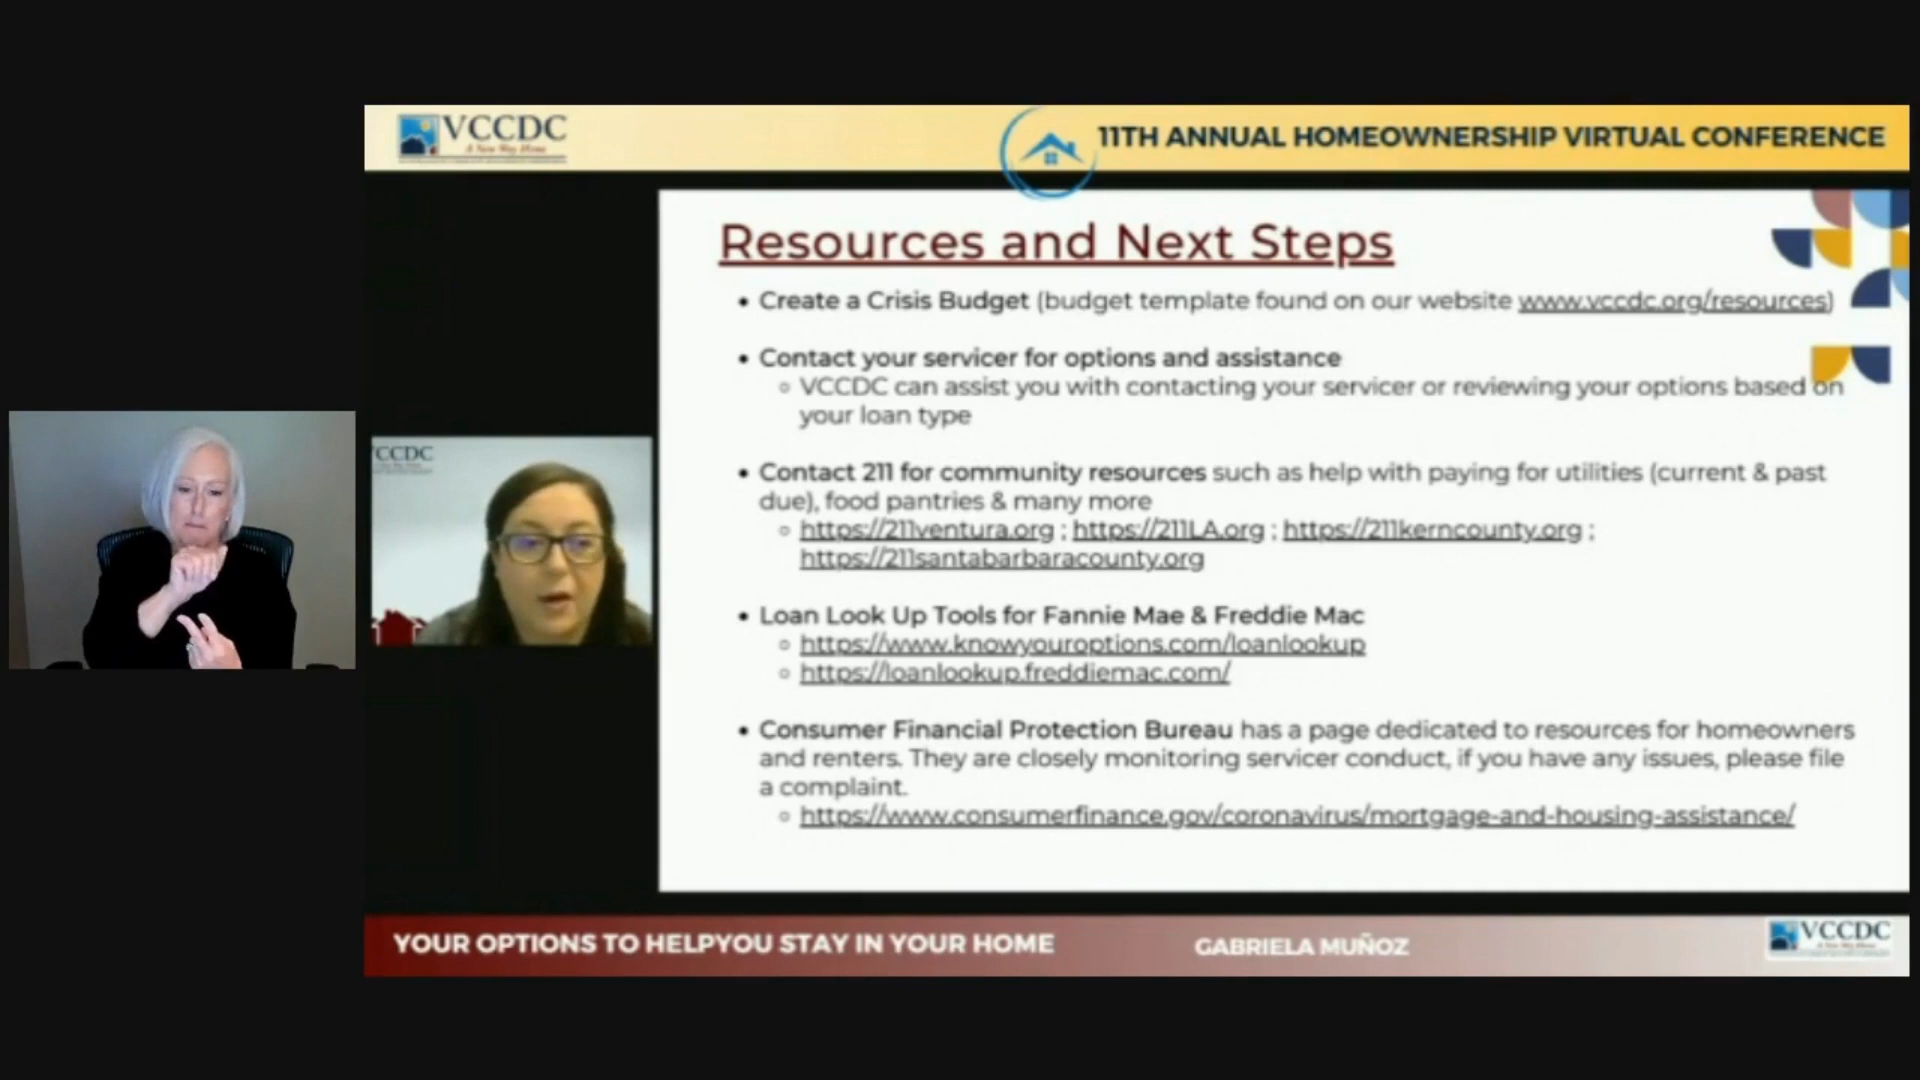 VCCDC
A New Way Home
11TH ANNUAL HOMEOWNERSHIP VIRTUAL CONFERENCE
Resources and Next Steps
• Create a Crisis Budget (budget template found on our website www.vccdc.org/resources)
• Contact your servicer for options and assistance
◦ VCCDC can assist you with contacting your servicer or reviewing your options based on
your loan type
• Contact 211 for community resources such as help with paying for utilities (current & past
due), food pantries & many more
◦ https://211ventura.org ; https://211LA.org ; https://211kerncounty.org ;
https://211santabarbaracounty.org
• Loan Look Up Tools for Fannie Mae & Freddie Mac
◦ https://www.knowyouroptions.com/loanlookup
◦ https://loanlookup.freddiemac.com/
• Consumer Financial Protection Bureau has a page dedicated to resources for homeowners
and renters. They are closely monitoring servicer conduct, if you have any issues, please file
a complaint.
◦ https://www.consumerfinance.gov/coronavirus/mortgage-and-housing-assistance/
CCDC
YOUR OPTIONS TO HELPYOU STAY IN YOUR HOME
GABRIELA MUÑOZ
VCCDC
A New Way Home